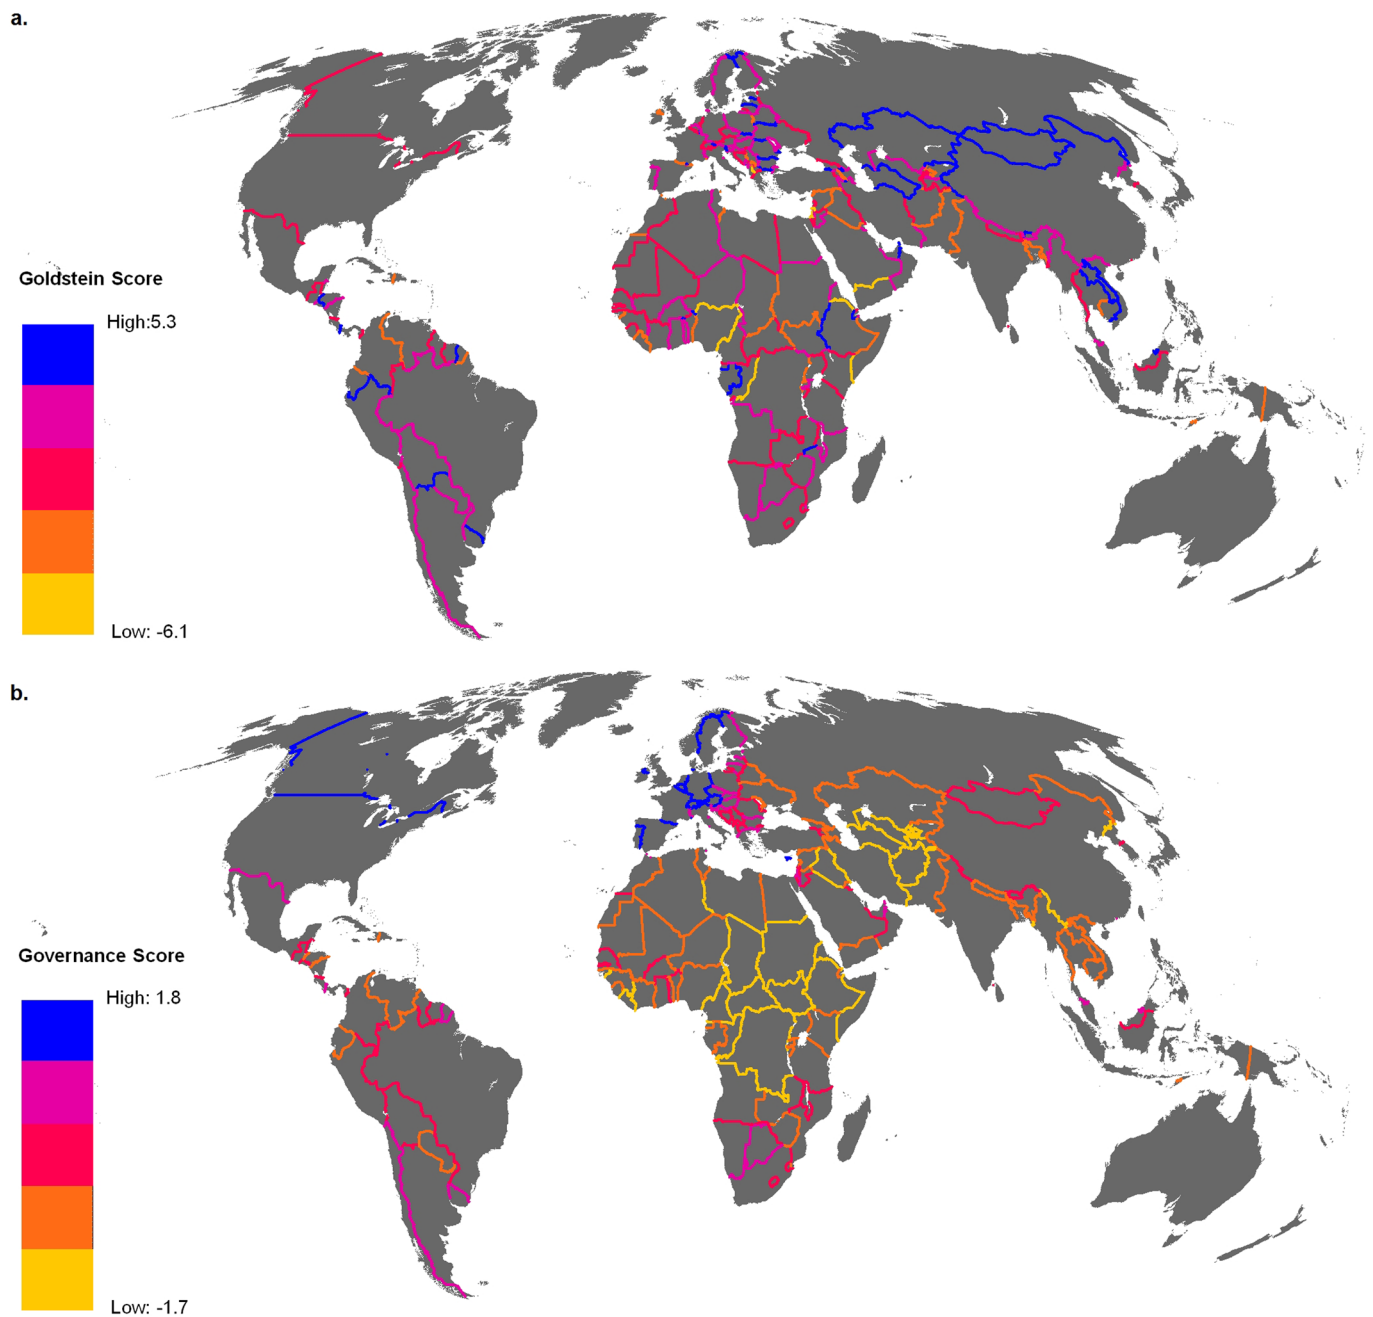 a.
Goldstein Score
High:5.3
Low: -6.1
b.
Governance Score
High: 1.8
Low: -1.7